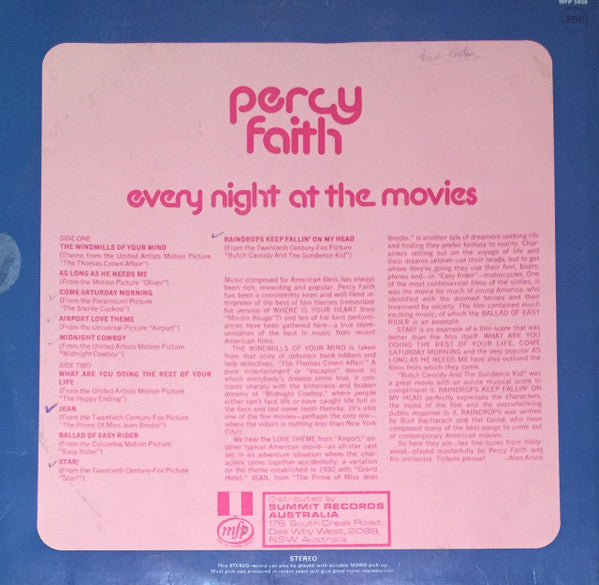 MFP 5930
percy
faith
every night at the movies
SIDE ONE
THE WINDMILLS OF YOUR MIND
(Theme from the United Artists Motion Picture
"The Thomas Crown Affair")
AS LONG AS HE NEEDS ME
(From the Motion Picture "Oliver")
COME SATURDAY MORNING
(From the Paramount Picture
"The Sterile Cuckoo")
AIRPORT LOVE THEME
(From the Universal Picture "Airport")
MIDNIGHT COWBOY
(From the United Artists Motion Picture
"Midnight Cowboy")
SIDE TWO
WHAT ARE YOU DOING THE REST OF YOUR
LIFE
(From the United Artists Motion Picture
"The Happy Ending")
JEAN
(From the Twentieth Century-Fox Picture
"The Prime Of Miss Jean Brodie")
BALLAD OF EASY RIDER
(From the Columbia Motion Picture
"Easy Rider")
STAR!
(From the Twentieth Century-Fox Picture
"Star!")
RAINDROPS KEEP FALLIN' ON MY HEAD
(From the Twentieth Century-Fox Picture
"Butch Cassidy And The Sundance Kid")
Music composed for American films has always
been rich, rewarding and popular. Percy Faith
has been a consistently keen and well-liked in-
terpreter of the best of film themes (remember
his version of WHERE IS YOUR HEART from
"Moulin Rouge"?) and ten of his best perform-
ances have been gathered here—a true repre-
sentation of the best in music from recent
American films.
THE WINDMILLS OF YOUR MIND is taken
from that story of debonair bank robbers and
lady detectives, "The Thomas Crown Affair." A
pure entertainment or "escapist" movie in
which everybody's dreams come true, it con-
trasts sharply with the bitterness and broken
dreams of "Midnight Cowboy," where people
either can't face life or have caught life full in
the face and lost some teeth thereby. (It's also
one of the few movies—perhaps the only one—
where the villain is nothing less than New York
City!)
We hear the LOVE THEME from "Airport," an-
other typical American movie—an all-star cast
set in an adventure situation where the char-
acters come together accidentally, a variation
on the theme established in 1932 with "Grand
Hotel." JEAN, from "The Prime of Miss Jean
Brodie," is another tale of dreamers seeking life
and finding they prefer fantasy to reality. Char-
acters setting out on the voyage of life and
their dreams seldom use their heads, but to get
where they're going they use their feet, boats,
planes and—in "Easy Rider"—motorcycles. One
of the most controversial films of the sixties, it
was the movie for much of young America, who
identified with the doomed heroes and their
treatment by society. The film contained much
exciting music, of which the BALLAD OF EASY
RIDER is an example.
STAR! is an example of a film score that was
better than the film itself. WHAT ARE YOU
DOING THE REST OF YOUR LIFE, COME
SATURDAY MORNING and the very popular AS
LONG AS HE NEEDS ME have also outlived the
films from which they came.
"Butch Cassidy And The Sundance Kid" was
a great movie with an astute musical score to
compliment it. RAINDROPS KEEP FALLIN' ON
MY HEAD perfectly expresses the characters,
the mood of the film and the overwhelming
public response to it. RAINDROPS was written
by Burt Bacharach and Hal David, who have
composed many of the best songs to come out
of contemporary American movies.
So here they are—ten fine tunes from Holly-
wood—played masterfully by Percy Faith and
his orchestra. Tickets please! ...Alan Arson
mfp
Distributed by
SUMMIT RECORDS
AUSTRALIA
176 South Creek Road,
Dee Why West, 2099,
N.S.W. Australia
STEREO
This STEREO record can also be played with suitable MONO pick up
Most pick ups produced in recent years will give good mono reproduction